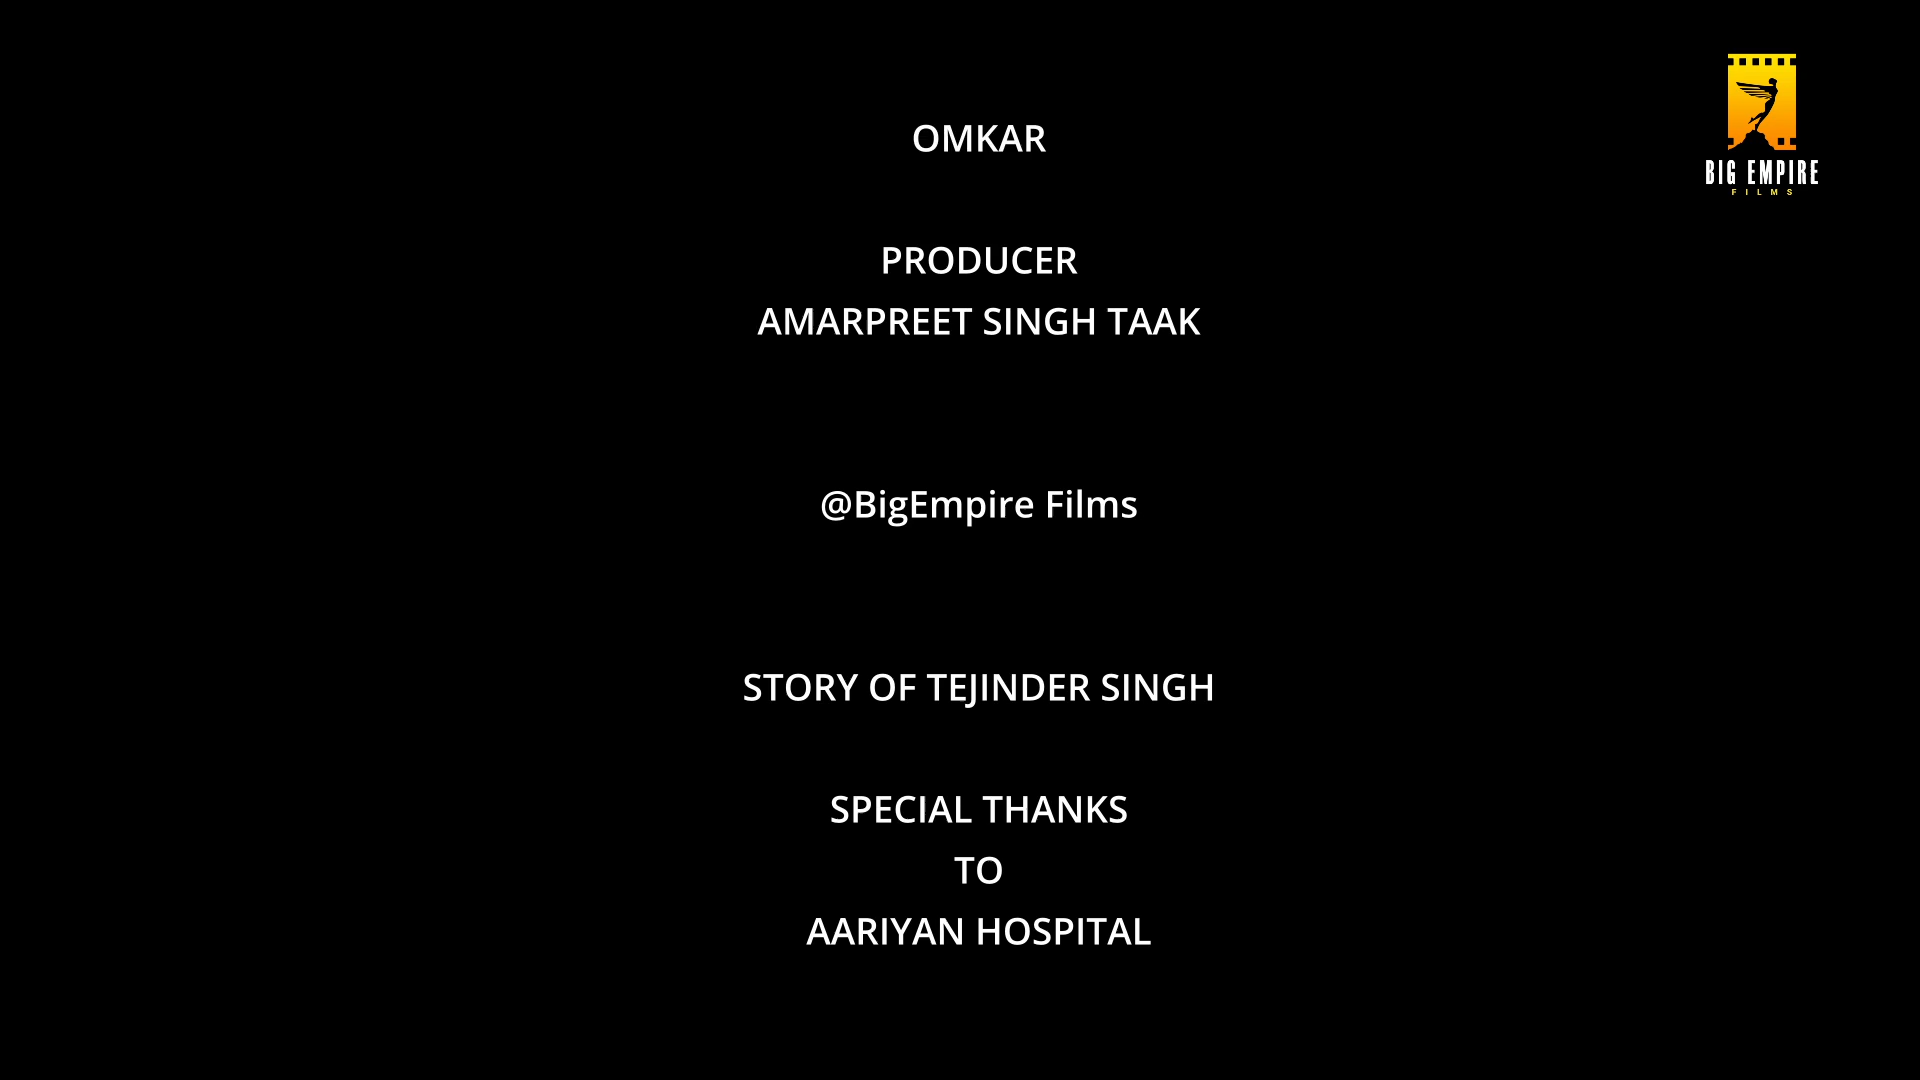 OMKAR
PRODUCER
AMARPREET SINGH TAAK
@BigEmpire Films
STORY OF TEJINDER SINGH
SPECIAL THANKS
TO
AARIYAN HOSPITAL
BIG EMPIRE
FILMS